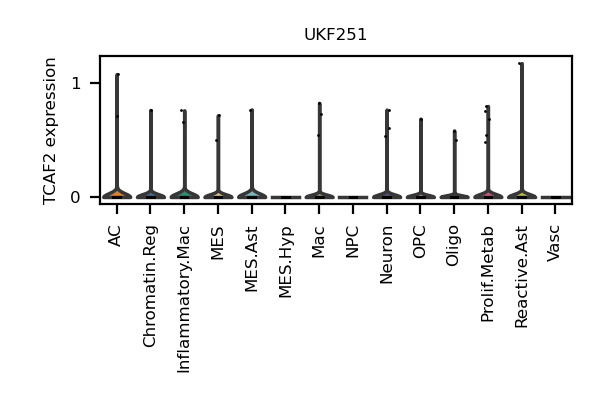 UKF251
TCAF2 expression
1
0
AC
Chromatin.Reg
Inflammatory.Mac
MES
MES.Ast
MES.Hyp
Mac
NPC
Neuron
OPC
Oligo
Prolif.Metab
Reactive.Ast
Vasc